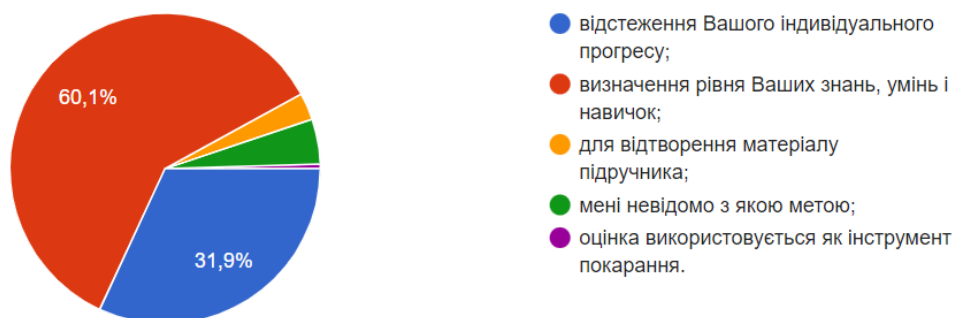 60,1%
31,9%
відстеження Вашого індивідуального
прогресу;
визначення рівня Ваших знань, умінь і
навичок;
для відтворення матеріалу
підручника;
мені невідомо з якою метою;
оцінка використовується як інструмент
покарання.